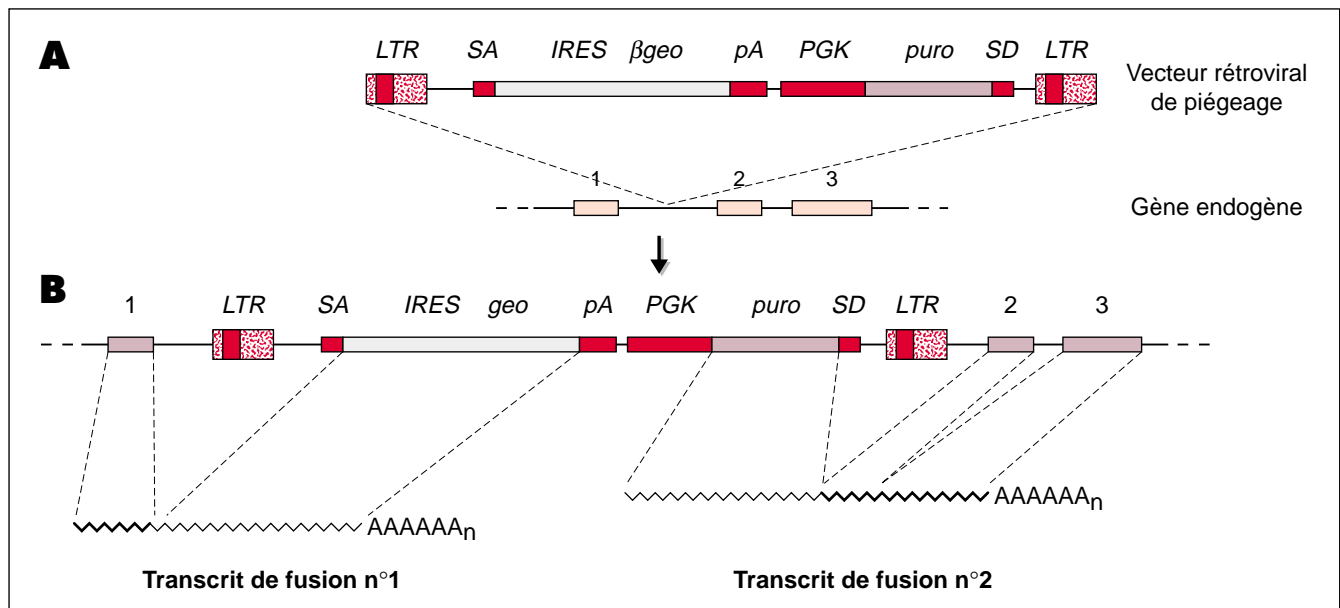 A
LTR SA IRES βgeo pA PGK puro SD LTR
Vecteur rétroviral
de piégeage
1 2 3
Gène endogène
B
1 LTR SA IRES geo pA PGK puro SD LTR 2 3
AAAAAAn
AAAAAAn
Transcrit de fusion n°1
Transcrit de fusion n°2